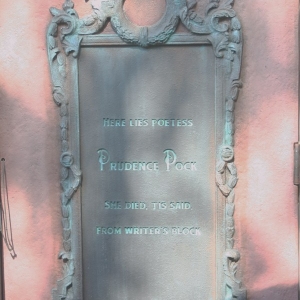 HERE LIES POETESS
PRUDENCE POCK
SHE DIED, 'TIS SAID,
FROM WRITER'S BLOCK